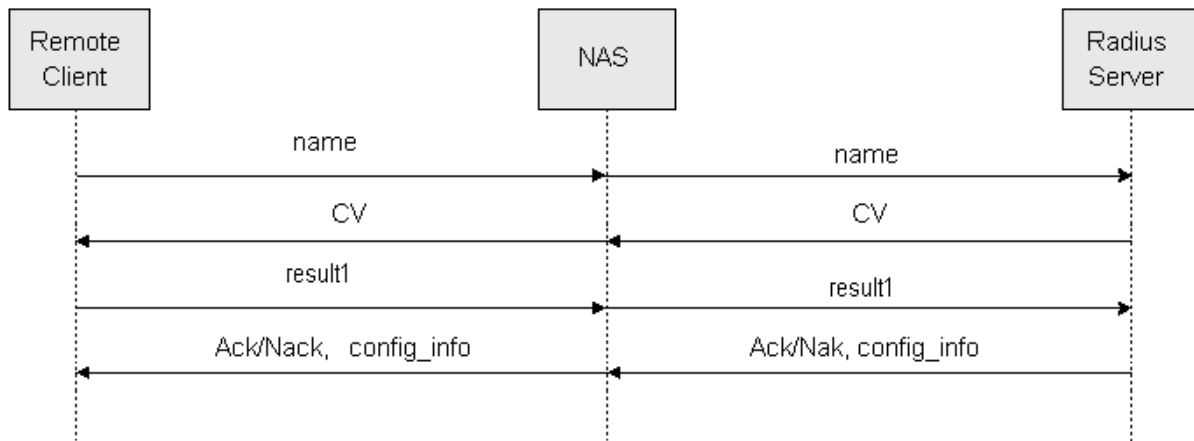 Remote
Client
NAS
Radius
Server
name
name
CV
CV
result1
result1
Ack/Nack, config_info
Ack/Nak, config_info